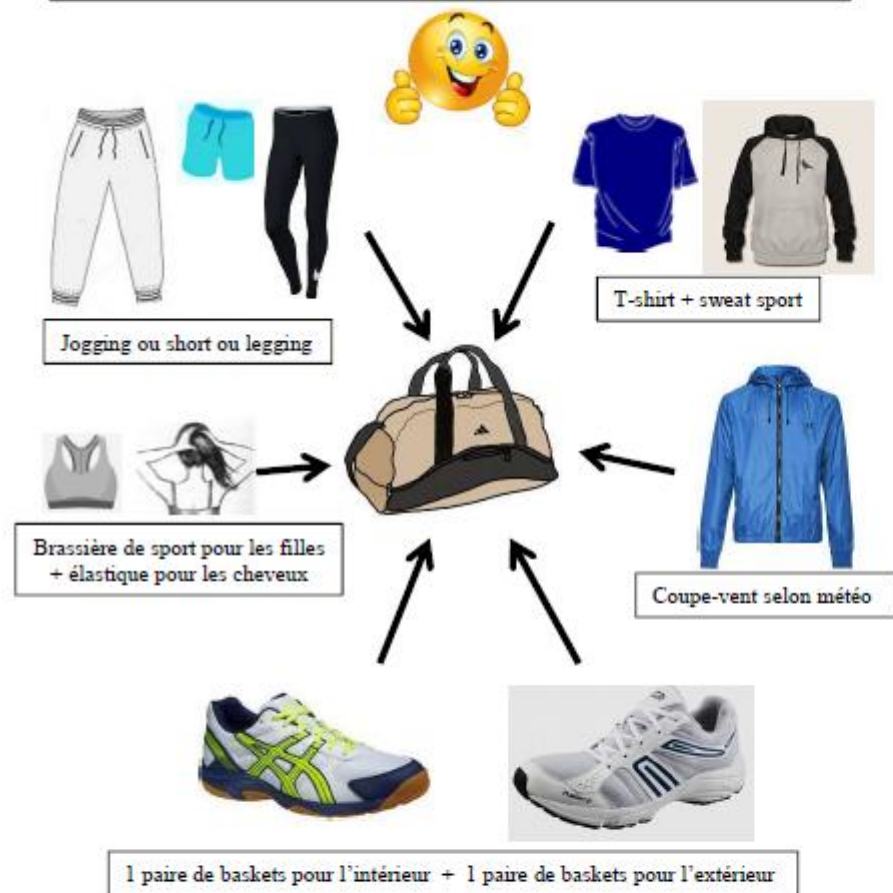 T-shirt + sweat sport
Jogging ou short ou legging
Brassière de sport pour les filles
+ élastique pour les cheveux
Coupe-vent selon météo
1 paire de baskets pour l’intérieur + 1 paire de baskets pour l’extérieur